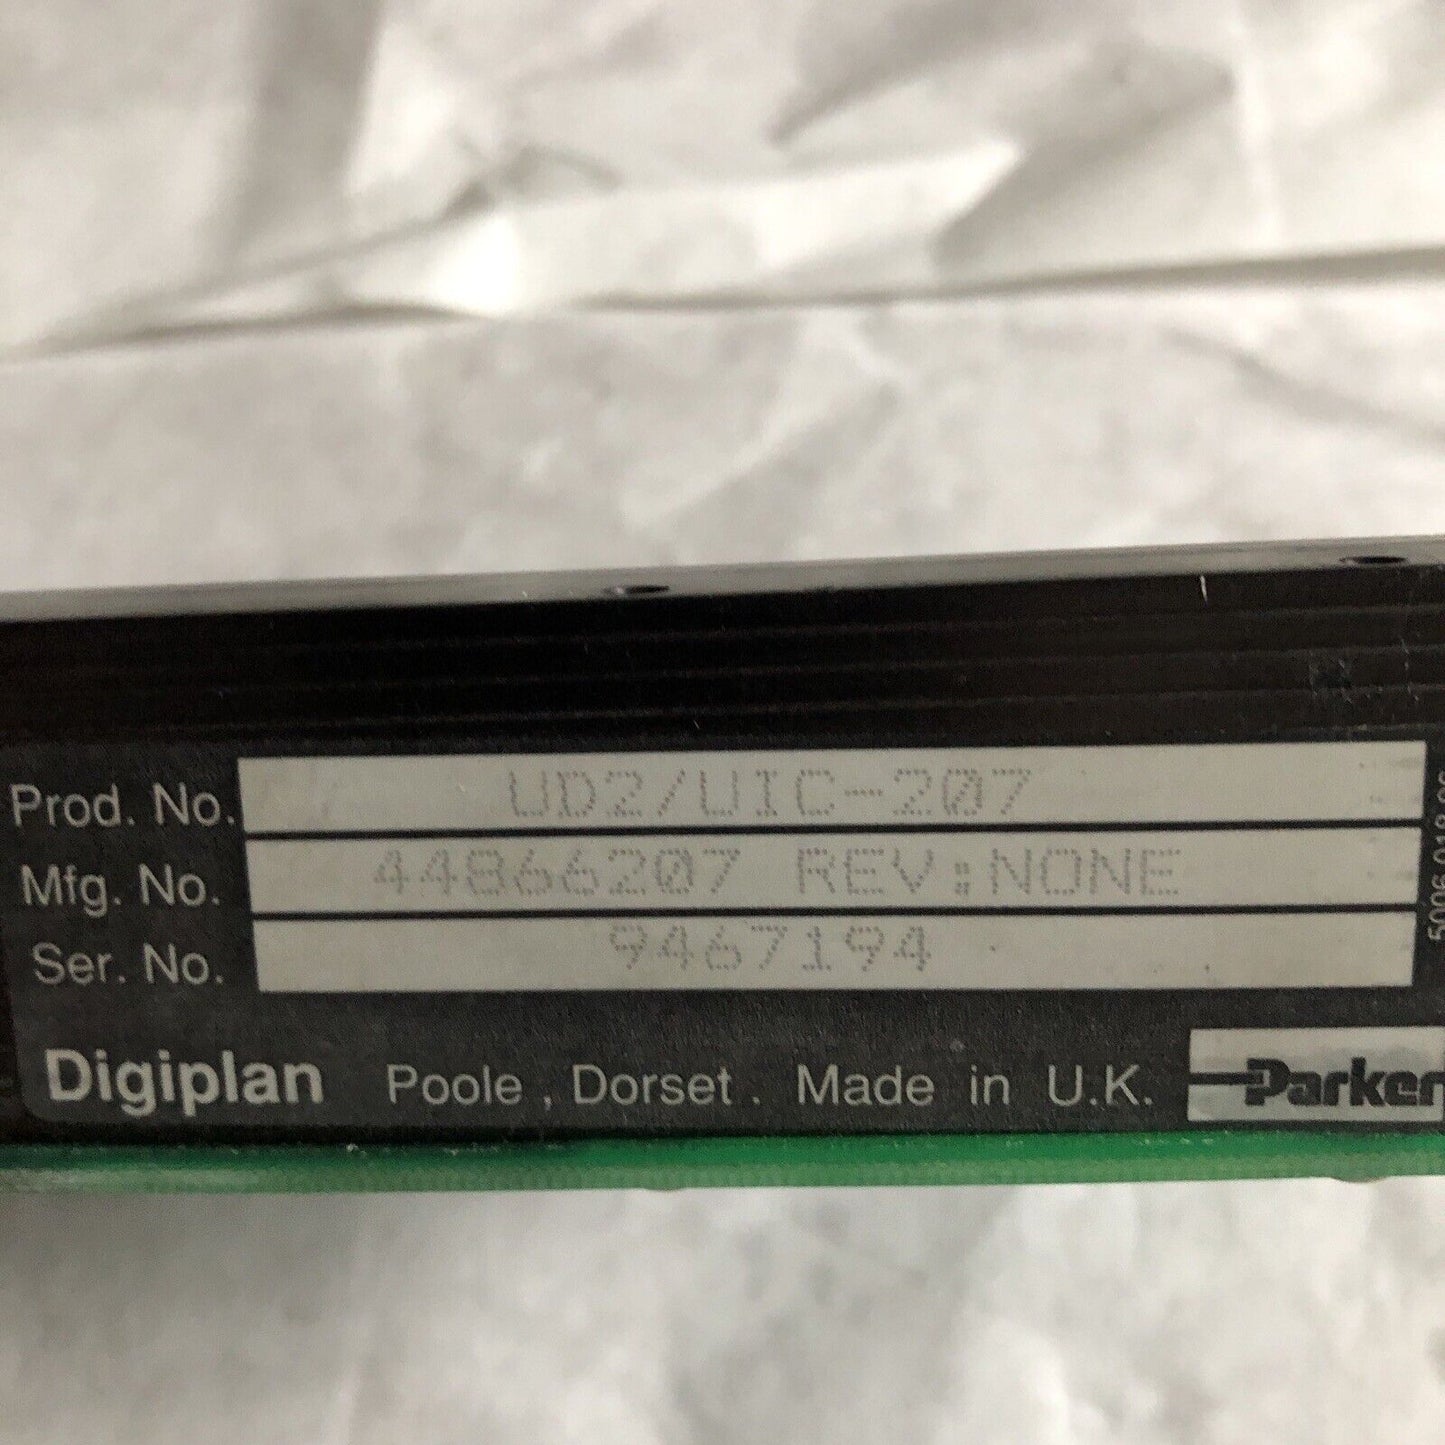 Prod. No. UD2/UIC-207
Mfg. No. 44866207 REV:NONE
Ser. No. 9467194
Digiplan Poole , Dorset . Made in U.K. Parker